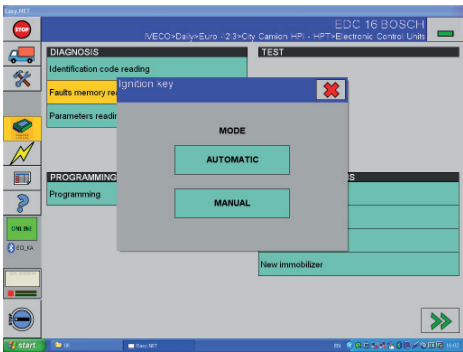 Easy.NET
EDC 16 BOSCH
IVECO>Daily>Euro -2:3>City Camion HPI - HPT>Electronic Control Units
STOP
DIAGNOSIS
TEST
Identification code reading
Ignition key
Faults memory re
Parameters readin
MODE
AUTOMATIC
PROGRAMMING
S
Programming
MANUAL
ONLINE
New immobilizer
start
Easy.NET